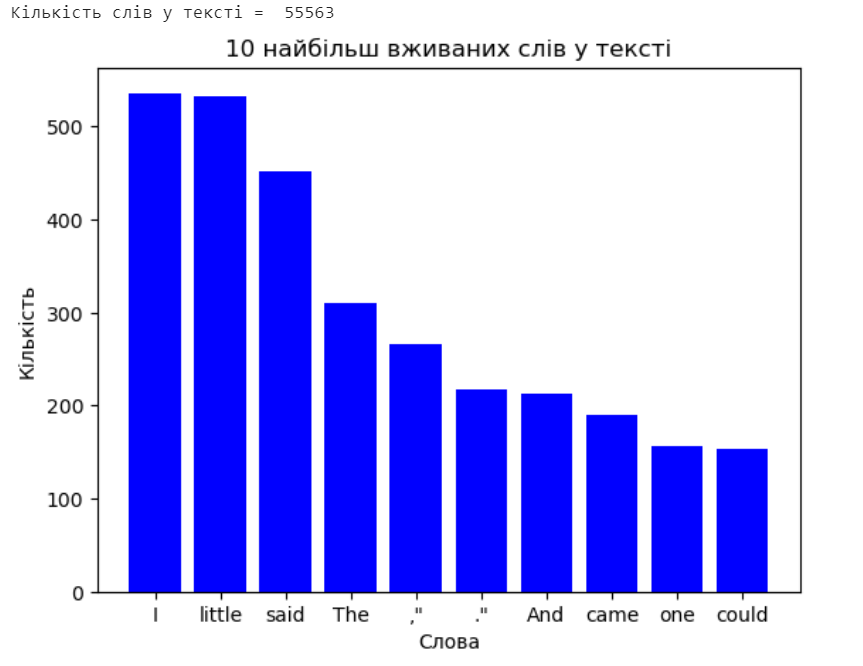 Кількість слів у тексті =  55563
10 найбільш вживаних слів у тексті
500
400
300
200
100
0
Кількість
I little said The ," ." And came one could
Слова